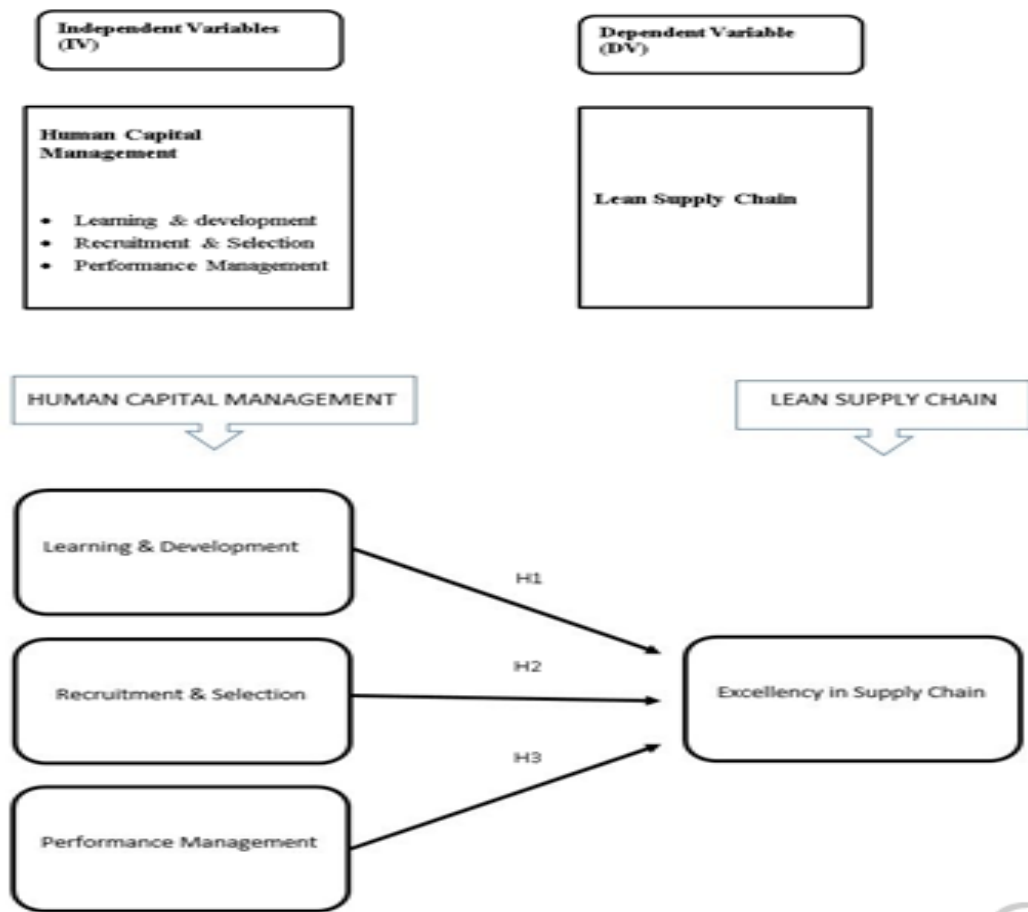 Independent Variables
(IV)
Dependent Variable
(DV)
Human Capital
Management
• Learning & development
• Recruitment & Selection
• Performance Management
Lean Supply Chain
HUMAN CAPITAL MANAGEMENT
LEAN SUPPLY CHAIN
Learning & Development
H1
Recruitment & Selection
H2
Excellency in Supply Chain
H3
Performance Management